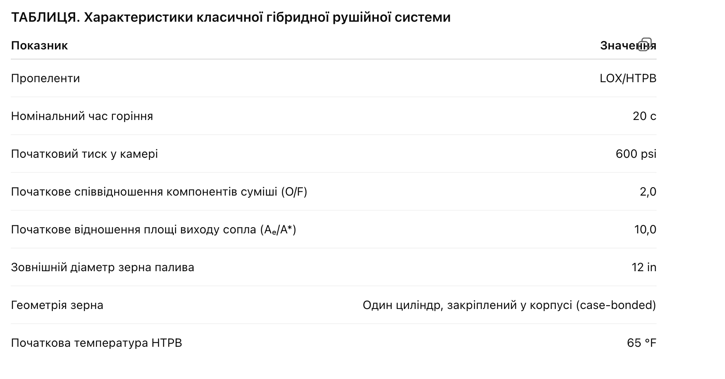 ТАБЛИЦЯ. Характеристики класичної гібридної рушійної системи
Показник Значення
Пропеленти LOX/HTPB
Номінальний час горіння 20 с
Початковий тиск у камері 600 psi
Початкове співвідношення компонентів суміші (O/F) 2,0
Початкове відношення площі виходу сопла (Aₑ/A*) 10,0
Зовнішній діаметр зерна палива 12 in
Геометрія зерна Один циліндр, закріплений у корпусі (case-bonded)
Початкова температура HTPB 65 °F